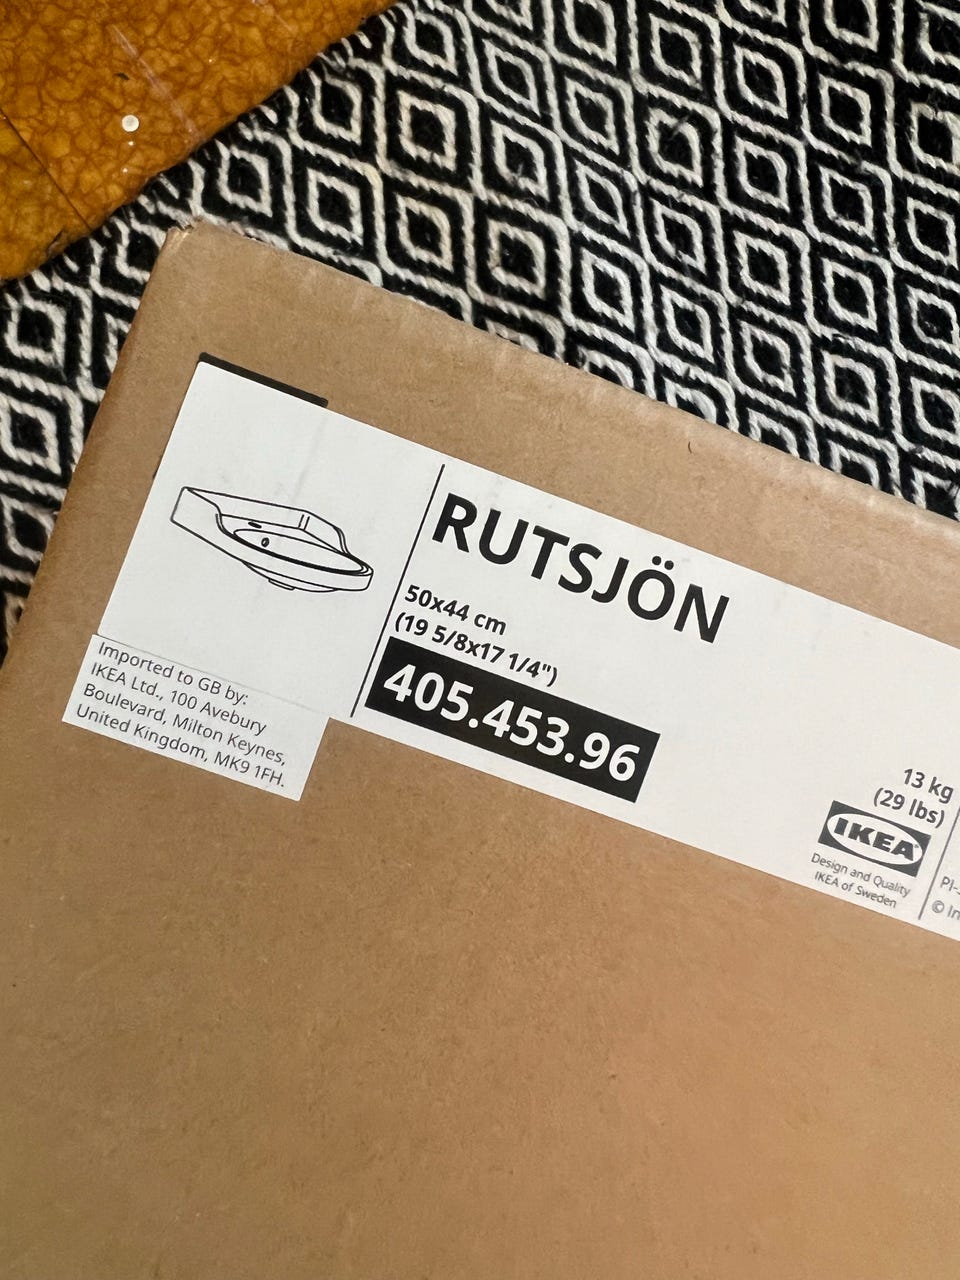 RUTSJÖN
50x44 cm
(19 5/8x17 1/4")
405.453.96
Imported to GB by:
IKEA Ltd., 100 Avebury
Boulevard, Milton Keynes,
United Kingdom, MK9 1FH.
13 kg
(29 lbs)
IKEA
Design and Quality
IKEA of Sweden
©